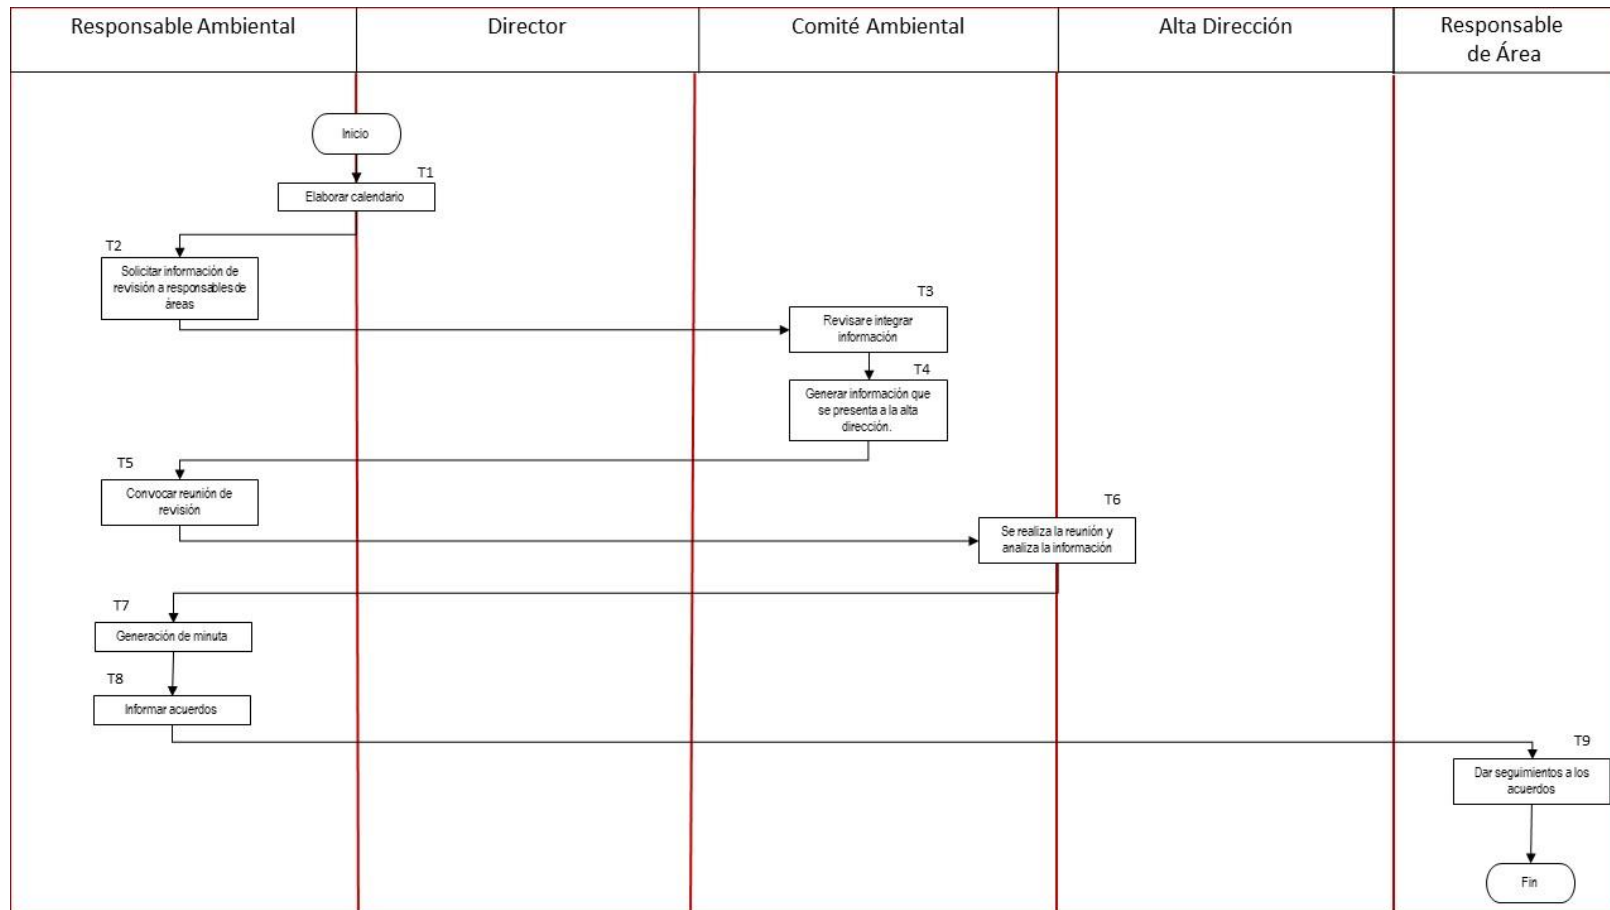 Responsable Ambiental
Director
Comité Ambiental
Alta Dirección
Responsable
de Área
Inicio
T1
Elaborar calendario
T2
Solicitar información de
revisión a responsables de
áreas
T3
Revisar e integrar
información
T4
Generar información que
se presenta a la alta
dirección.
T5
Convocar reunión de
revisión
T6
Se realiza la reunión y
analiza la información
T7
Generación de minuta
T8
Informar acuerdos
T9
Dar seguimientos a los
acuerdos
Fin